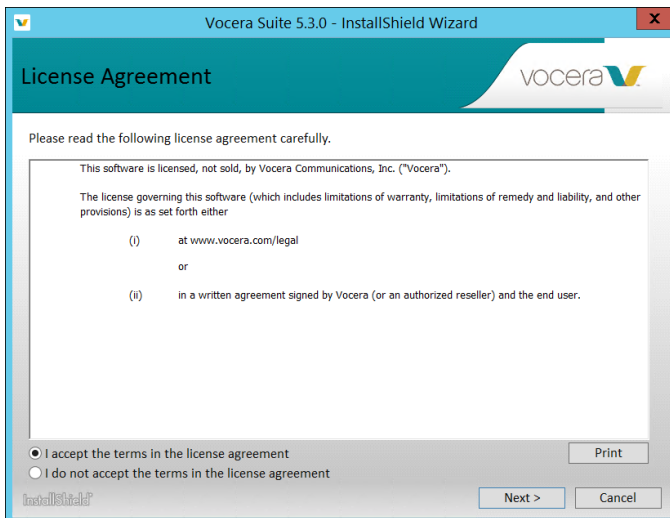 Vocera Suite 5.3.0 - InstallShield Wizard
X
License Agreement
vocera
Please read the following license agreement carefully.
This software is licensed, not sold, by Vocera Communications, Inc. ("Vocera").
The license governing this software (which includes limitations of warranty, limitations of remedy and liability, and other
provisions) is as set forth either
(i) at www.vocera.com/legal
or
(ii) in a written agreement signed by Vocera (or an authorized reseller) and the end user.
I accept the terms in the license agreement
Print
I do not accept the terms in the license agreement
InstallShield
Next >
Cancel